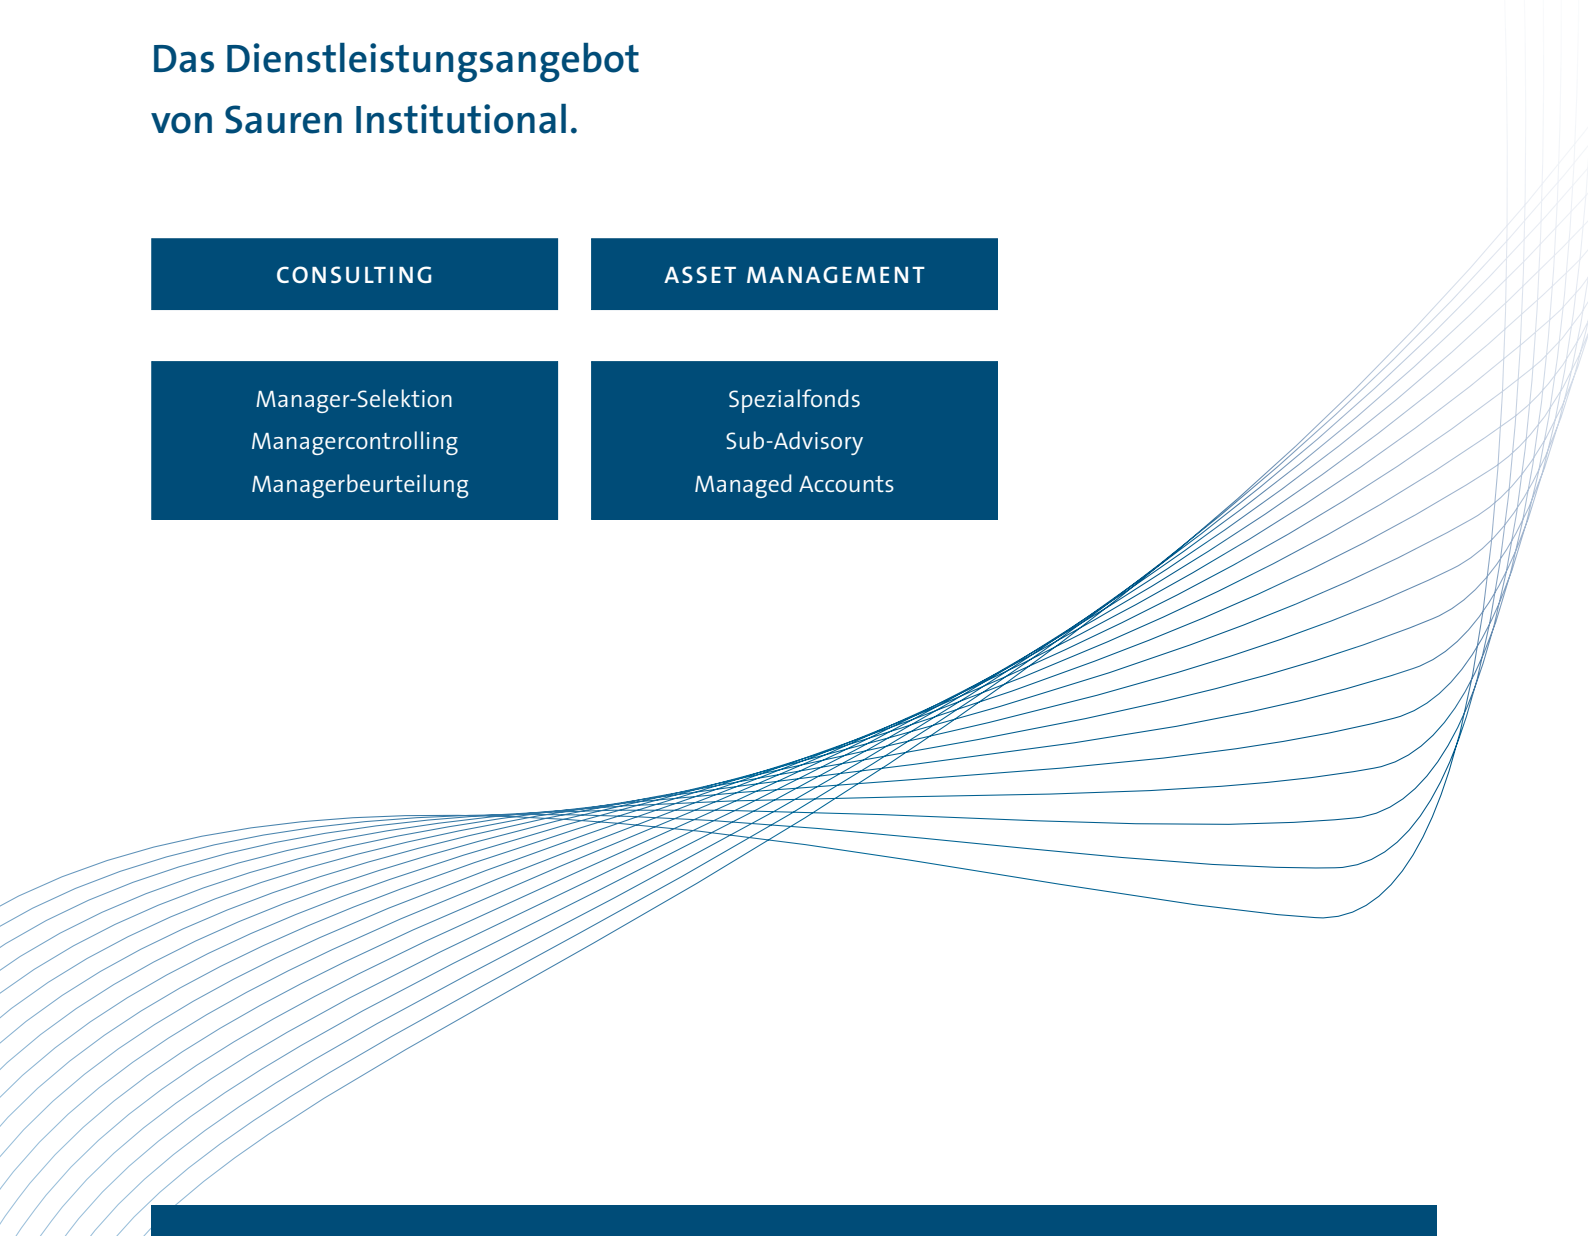 Das Dienstleistungsangebot
von Sauren Institutional.
CONSULTING
ASSET MANAGEMENT
Manager-Selektion
Managercontrolling
Managerbeurteilung
Spezialfonds
Sub-Advisory
Managed Accounts